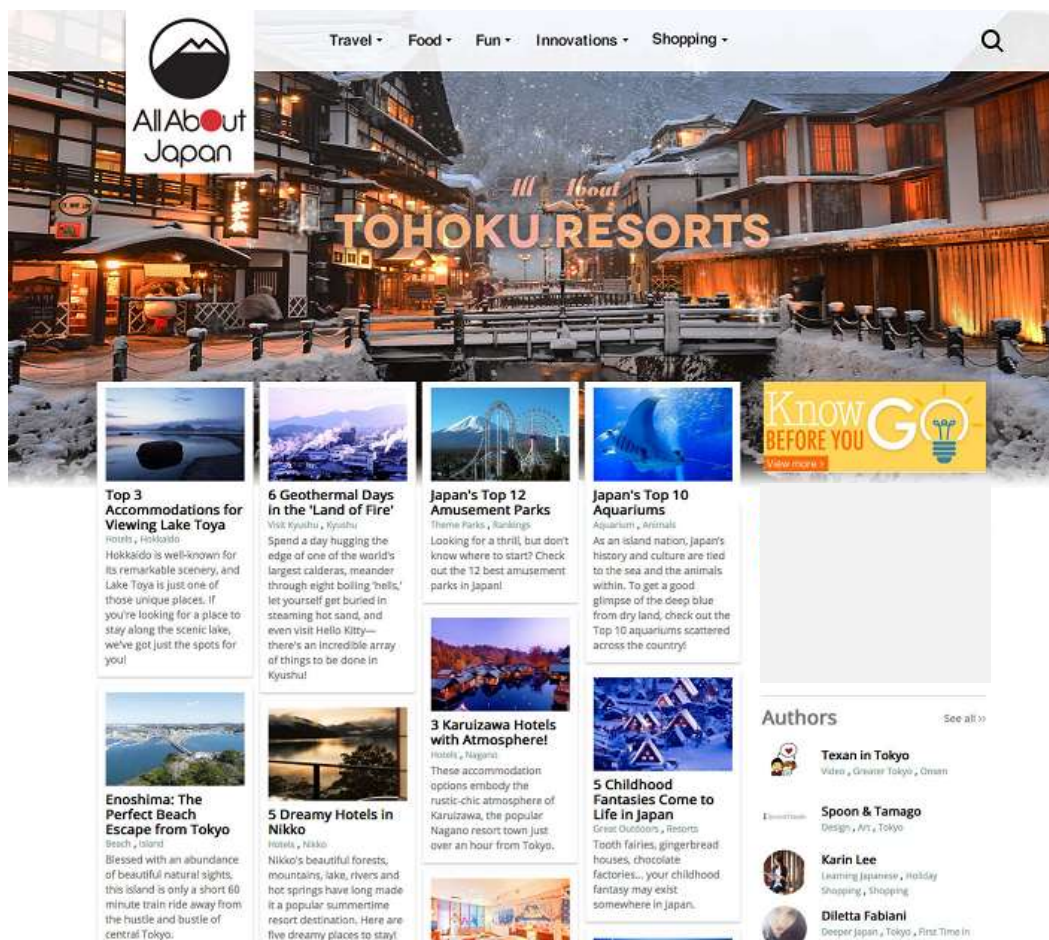 Travel
Food
Fun
Innovations
Shopping
All About
Japan
All About
TOHOKU RESORTS
Know
BEFORE YOU
GO
View more >
Top 3
Accommodations for
Viewing Lake Toya
Hotels , Hokkaido
Hokkaido is well-known for
its remarkable scenery, and
Lake Toya is just one of
those unique places. If
you're looking for a place to
stay along the scenic lake,
we've got just the spots for
you!
Enoshima: The
Perfect Beach
Escape from Tokyo
Beach , Island
Blessed with an abundance
of beautiful natural sights,
this island is only a short 60
minute train ride away from
the hustle and bustle of
central Tokyo.
6 Geothermal Days
in the 'Land of Fire'
Visit Kyushu , Kyushu
Spend a day hugging the
edge of one of the world's
largest calderas, meander
through eight boiling 'hells,'
let yourself get buried in
steaming hot sand, and
even visit Hello Kitty—
there's an incredible array
of things to be done in
Kyushu!
5 Dreamy Hotels in
Nikko
Hotels , Nikko
Nikko's beautiful forests,
mountains, lake, rivers and
hot springs have long made
it a popular summertime
resort destination. Here are
five dreamy places to stay!
Japan's Top 12
Amusement Parks
Theme Parks , Rankings
Looking for a thrill, but don't
know where to start? Check
out the 12 best amusement
parks in Japan!
3 Karuizawa Hotels
with Atmosphere!
Hotels , Nagano
These accommodation
options embody the
rustic-chic atmosphere of
Karuizawa, the popular
Nagano resort town just
over an hour from Tokyo.
Japan's Top 10
Aquariums
Aquarium , Animals
As an island nation, Japan's
history and culture are tied
to the sea and the animals
within. To get a good
glimpse of the deep blue
from dry land, check out the
Top 10 aquariums scattered
across the country!
5 Childhood
Fantasies Come to
Life in Japan
Great Outdoors , Resorts
Tooth fairies, gingerbread
houses, chocolate
factories... your childhood
fantasy may exist
somewhere in Japan.
Authors
See all >>
Texan in Tokyo
Video , Greater Tokyo , Onsen
Spoon & Tamago
Design , Art , Tokyo
Karin Lee
Learning Japanese , Holiday
Shopping , Shopping
Diletta Fabiani
Deeper Japan , Tokyo , First Time in